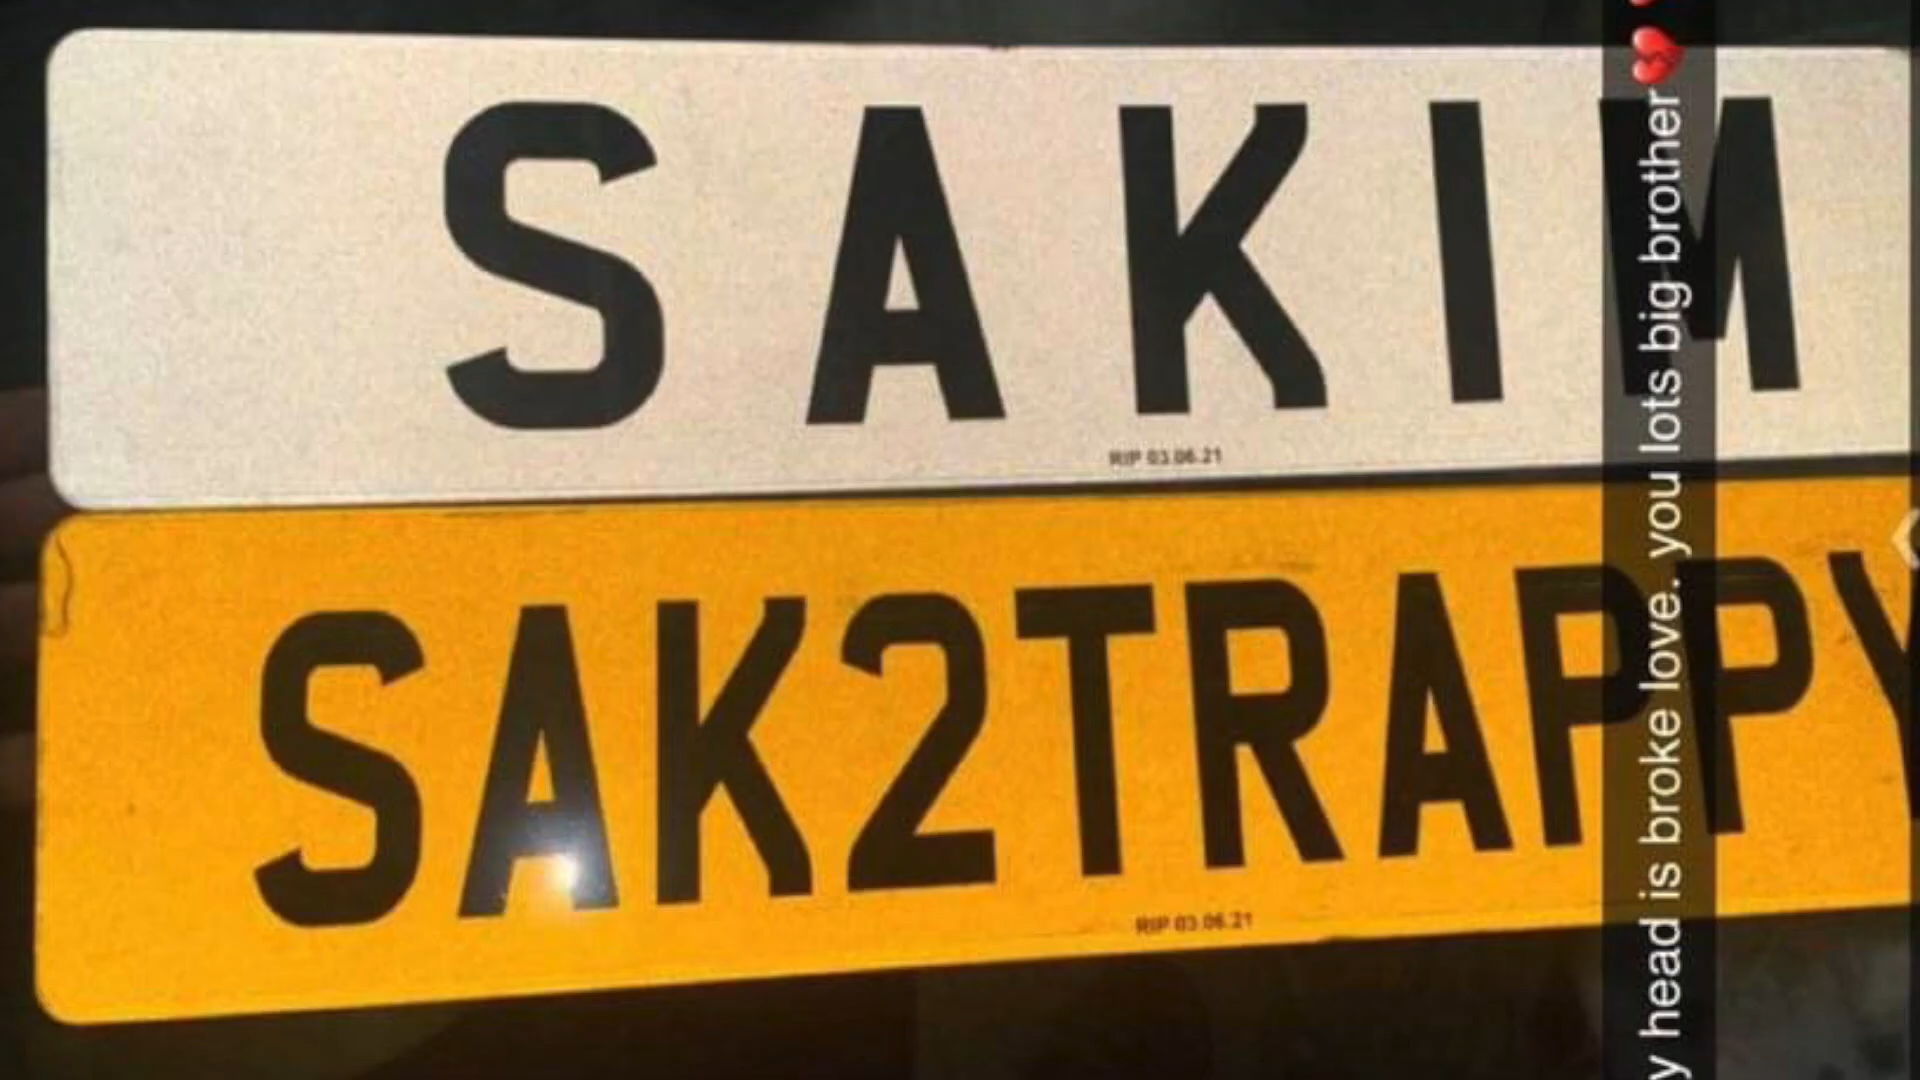 SAKIM
RIP 03.06.21
SAK2TRAPPY
RIP 03.06.21
y head is broke love. you lots big brother 💔